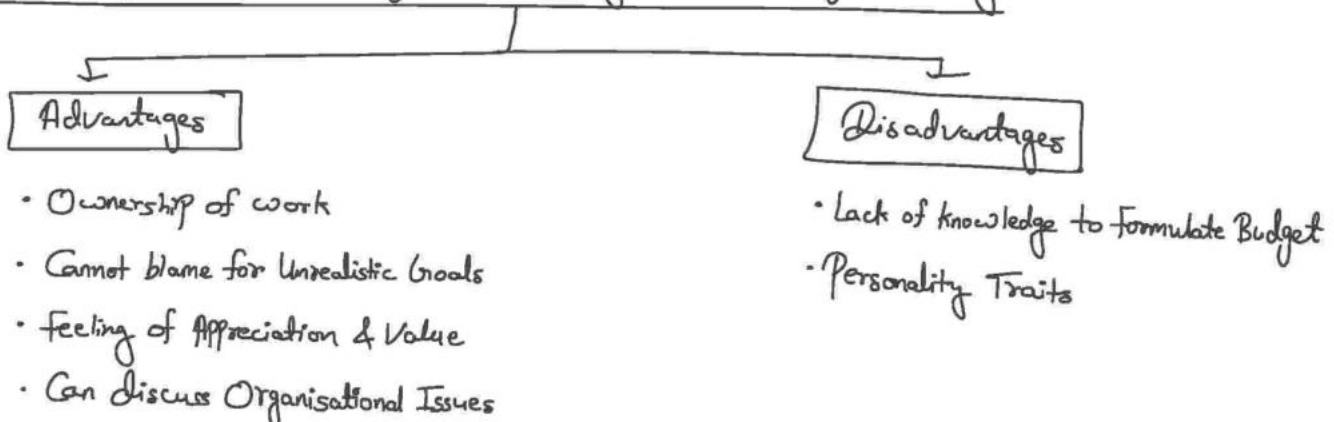 Advantages
Disadvantages
· Ownership of work
· Cannot blame for Unrealistic Goals
· Feeling of Appreciation & Value
· Can discuss Organisational Issues
· Lack of knowledge to Formulate Budget
· Personality Traits